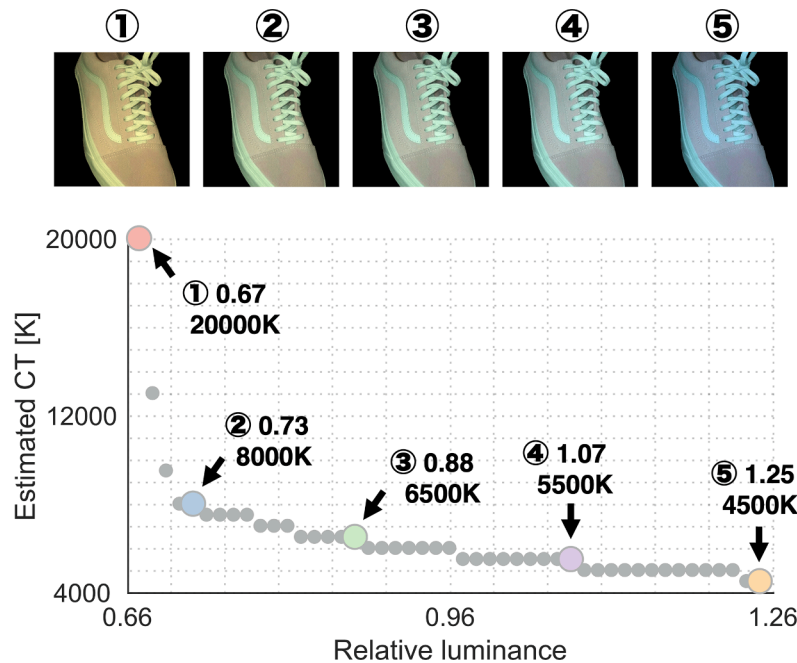 ① ② ③ ④ ⑤
20000
① 0.67
20000K
12000
② 0.73
8000K
③ 0.88
6500K
④ 1.07
5500K
⑤ 1.25
4500K
4000
Estimated CT [K]
0.66 0.96 1.26
Relative luminance